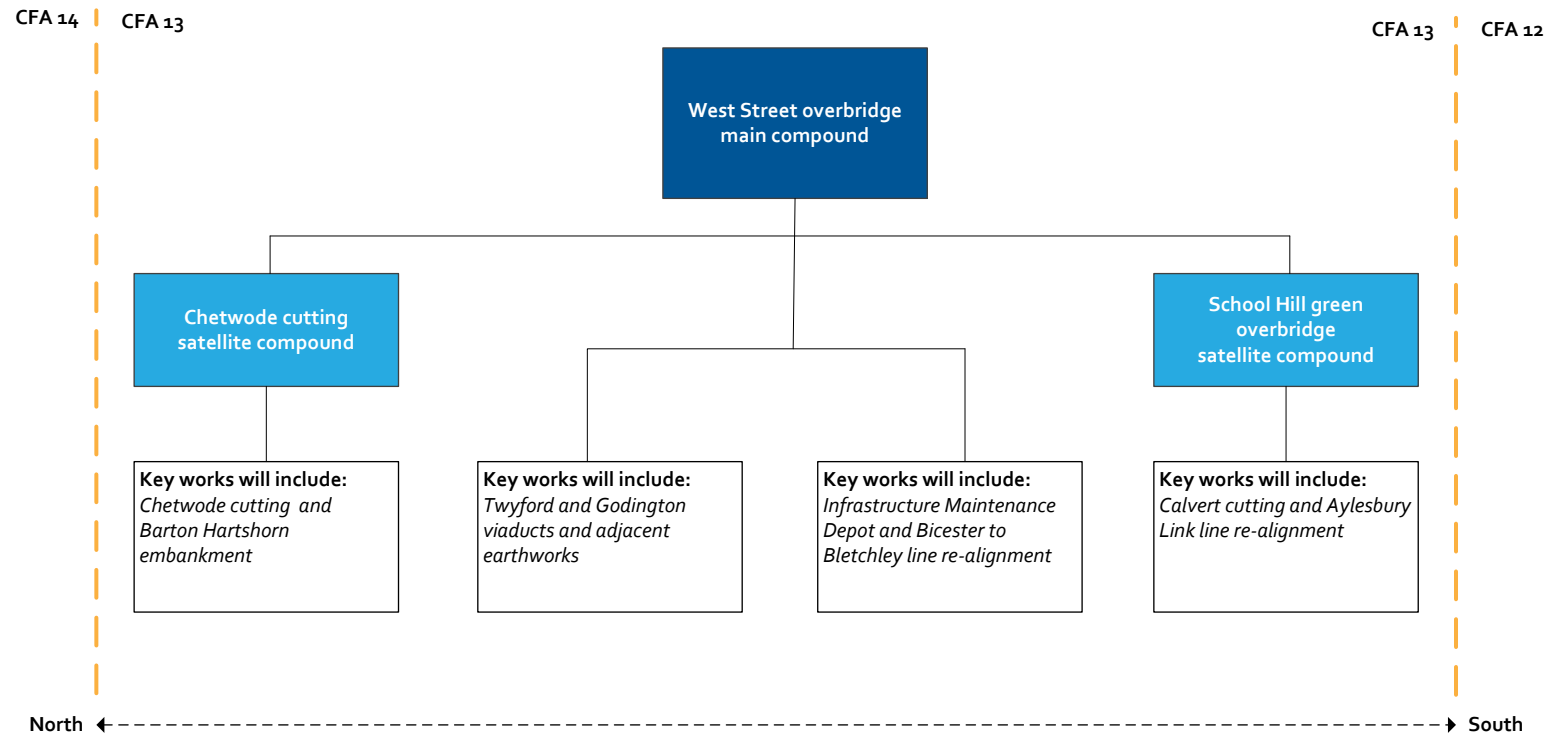 CFA 14
CFA 13
CFA 13
CFA 12
West Street overbridge
main compound
Chetwode cutting
satellite compound
School Hill green
overbridge
satellite compound
Key works will include:
Chetwode cutting and
Barton Hartshorn
embankment
Key works will include:
Twyford and Godington
viaducts and adjacent
earthworks
Key works will include:
Infrastructure Maintenance
Depot and Bicester to
Bletchley line re-alignment
Key works will include:
Calvert cutting and Aylesbury
Link line re-alignment
North
South